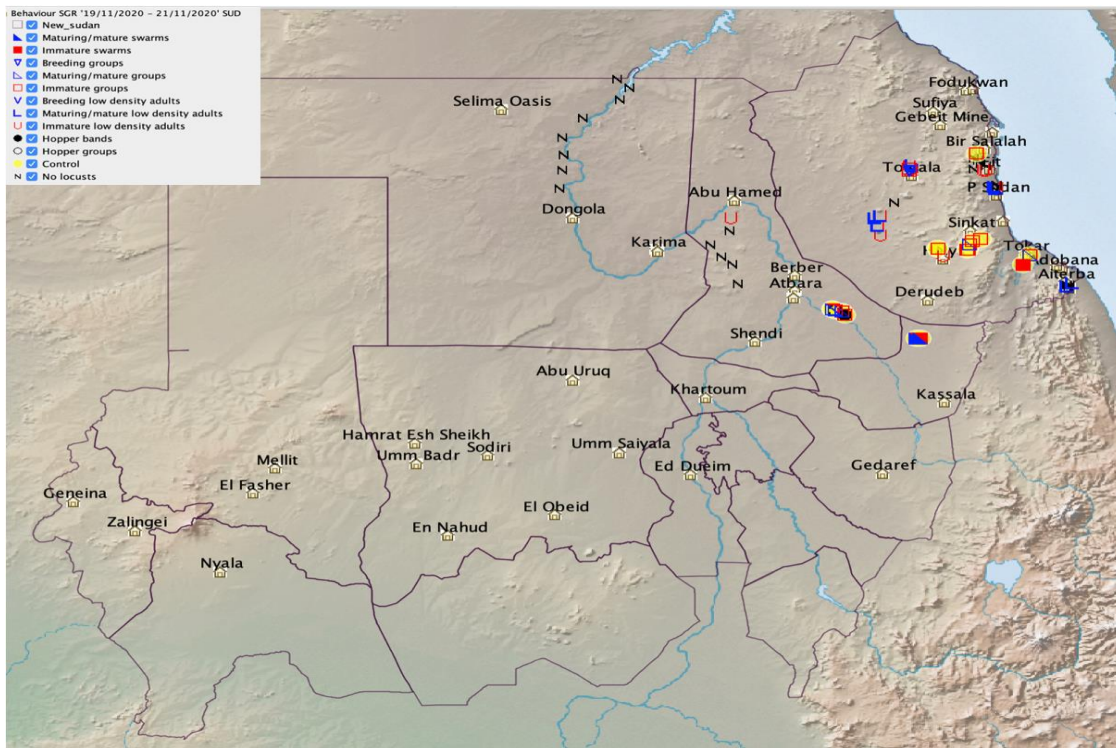 Behaviour SGR '19/11/2020 - 21/11/2020' SUD
New_sudan
Maturing/mature swarms
Immature swarms
Breeding groups
Maturing/mature groups
Immature groups
Breeding low density adults
Maturing/mature low density adults
Immature low density adults
Hopper bands
Hopper groups
Control
N No locusts
Fodukwan
Selima Oasis
Sufiya
Gebeit Mine
Bir Salalah
Abu Hamed
Dongola
Sinkat
Karima
Tokar
Aiterba
Berber
Atbara
Derudeb
Shendi
Abu Uruq
Khartoum
Kassala
Hamrat Esh Sheikh
Umm Badr
Sodiri
Umm Saiyala
Mellit
Ed Dueim
Gedaref
El Fasher
Geneina
El Obeid
Zalingei
En Nahud
Nyala